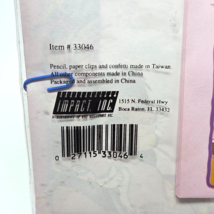 Item # 33046
Pencil, paper clips and confetti made in Taiwan
All other components made in China
Packaged and assembled in China
IMPACT, INC.
1515 N. Federal Hwy
Boca Raton, FL 33432
0 27115 33046 4